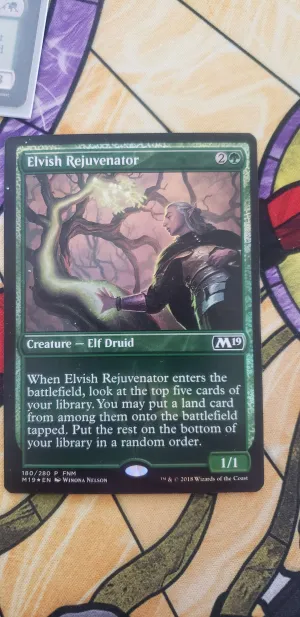 Elvish Rejuvenator 2
Creature — Elf Druid M19
When Elvish Rejuvenator enters the
battlefield, look at the top five cards of
your library. You may put a land card
from among them onto the battlefield
tapped. Put the rest on the bottom of
your library in a random order.
1/1
180/280 P FNM
M19★EN Winona Nelson
™ & © 2018 Wizards of the Coast